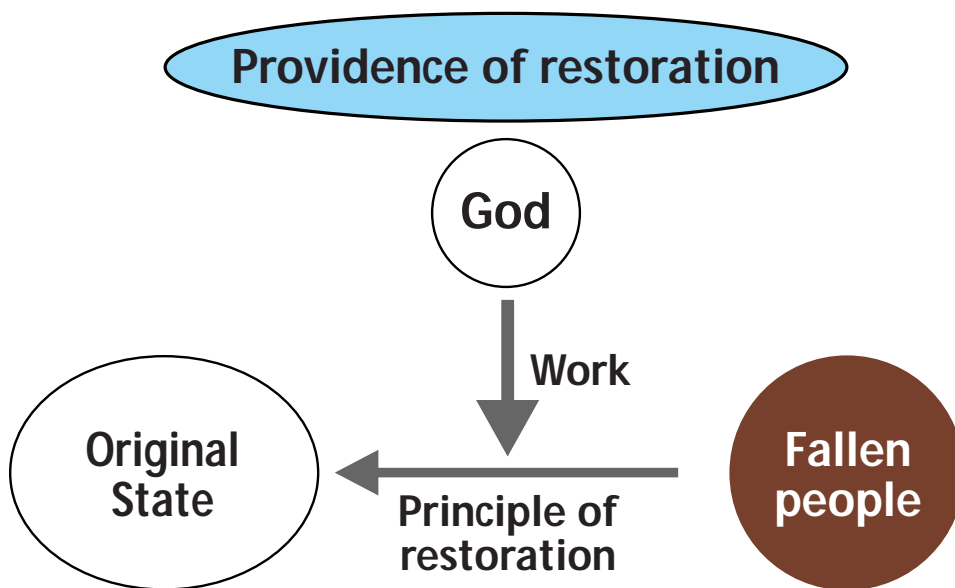 Providence of restoration
God
Work
Original
State
Principle of
restoration
Fallen
people